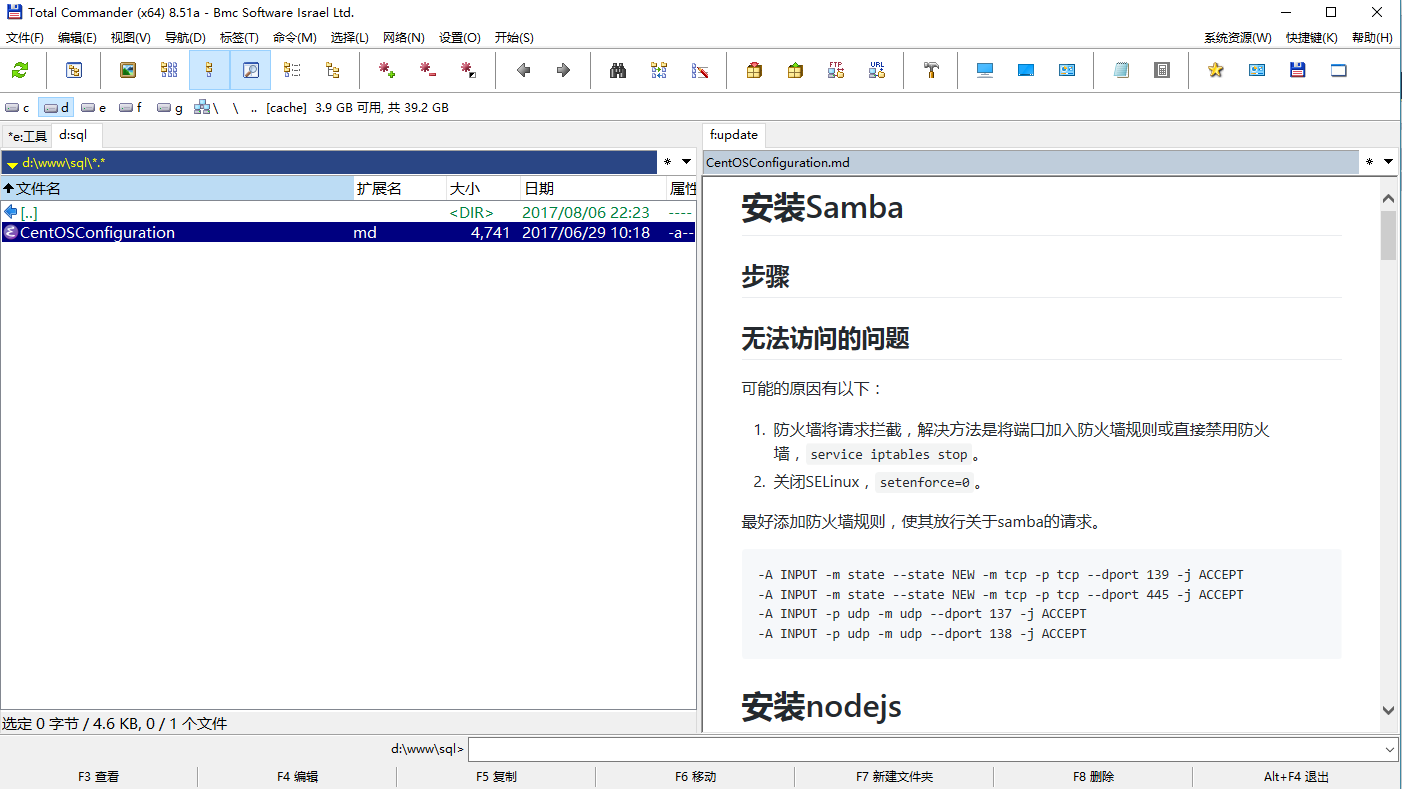 Total Commander (x64) 8.51a - Bmc Software Israel Ltd.
文件(F) 编辑(E) 视图(V) 导航(D) 标签(T) 命令(M) 选择(L) 网络(N) 设置(O) 开始(S) 系统资源(W) 快捷键(K) 帮助(H)
FTP URL
c d e f g \ \ .. [cache] 3.9 GB 可用, 共 39.2 GB
*e:工具 d:sql
d:\www\sql\*.* *
文件名 扩展名 大小 日期 属性
[..] <DIR> 2017/08/06 22:23 ----
CentOSConfiguration md 4,741 2017/06/29 10:18 -a--
选定 0 字节 / 4.6 KB, 0 / 1 个文件
f:update
CentOSConfiguration.md *
安装Samba
步骤
无法访问的问题
可能的原因有以下：
1. 防火墙将请求拦截，解决方法是将端口加入防火墙规则或直接禁用防火
墙， service iptables stop 。
2. 关闭SELinux， setenforce=0 。
最好添加防火墙规则，使其放行关于samba的请求。
-A INPUT -m state --state NEW -m tcp -p tcp --dport 139 -j ACCEPT
-A INPUT -m state --state NEW -m tcp -p tcp --dport 445 -j ACCEPT
-A INPUT -p udp -m udp --dport 137 -j ACCEPT
-A INPUT -p udp -m udp --dport 138 -j ACCEPT
安装nodejs
d:\www\sql>
F3 查看 F4 编辑 F5 复制 F6 移动 F7 新建文件夹 F8 删除 Alt+F4 退出